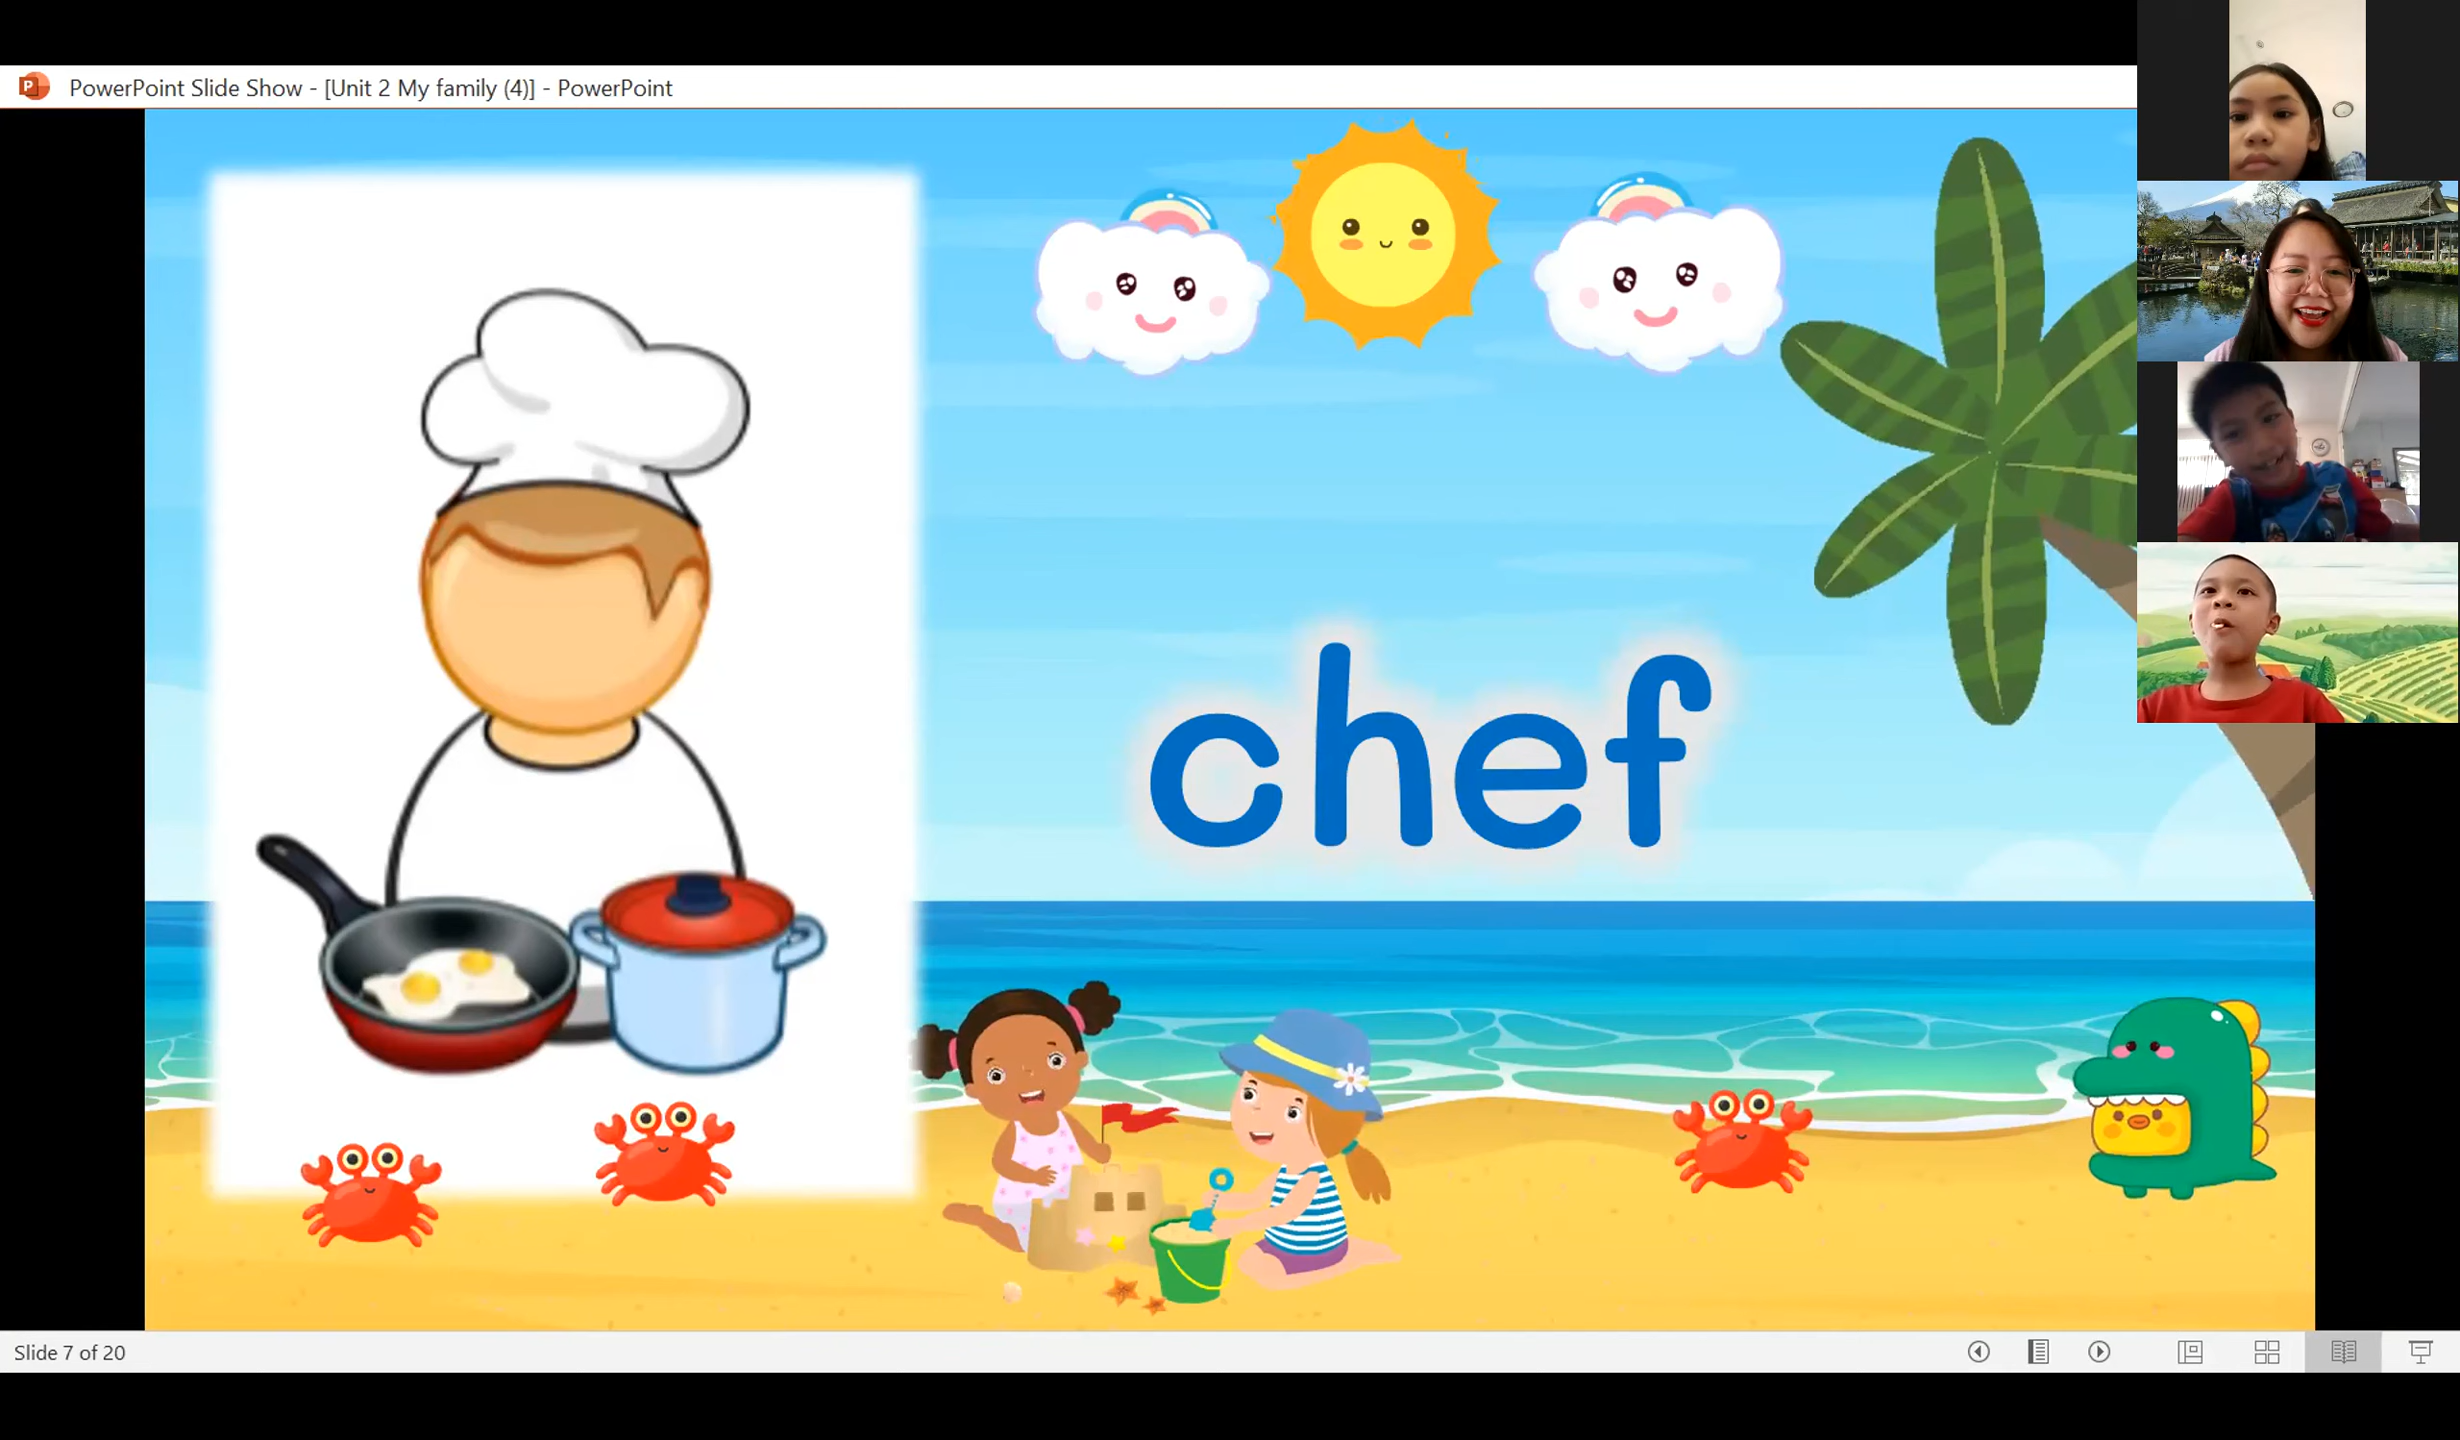 PowerPoint Slide Show - [Unit 2 My family (4)] - PowerPoint
chef
Slide 7 of 20